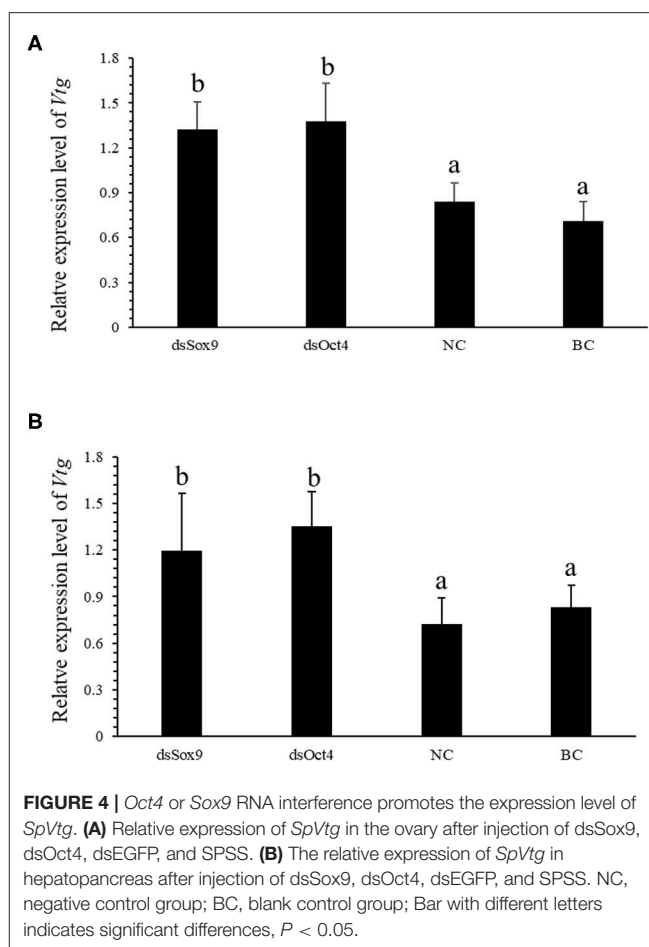 A
Relatve expression level of Vtg
1.8
1.5
1.2
0.9
0.6
0.3
0
b
b
a
a
dsSox9 dsOct4 NC BC
B
Relatve expression level of Vtg
1.8
1.5
1.2
0.9
0.6
0.3
0
b
b
a
a
dsSox9 dsOct4 NC BC
FIGURE 4 | Oct4 or Sox9 RNA interference promotes the expression level of
SpVtg. (A) Relative expression of SpVtg in the ovary after injection of dsSox9,
dsOct4, dsEGFP, and SPSS. (B) The relative expression of SpVtg in
hepatopancreas after injection of dsSox9, dsOct4, dsEGFP, and SPSS. NC,
negative control group; BC, blank control group; Bar with different letters
indicates significant differences, P < 0.05.